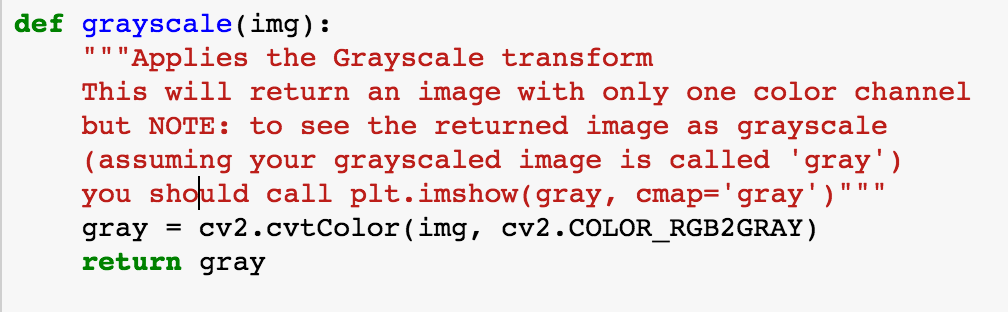 def grayscale(img):
    """Applies the Grayscale transform
    This will return an image with only one color channel
    but NOTE: to see the returned image as grayscale
    (assuming your grayscaled image is called 'gray')
    you should call plt.imshow(gray, cmap='gray')"""
    gray = cv2.cvtColor(img, cv2.COLOR_RGB2GRAY)
    return gray